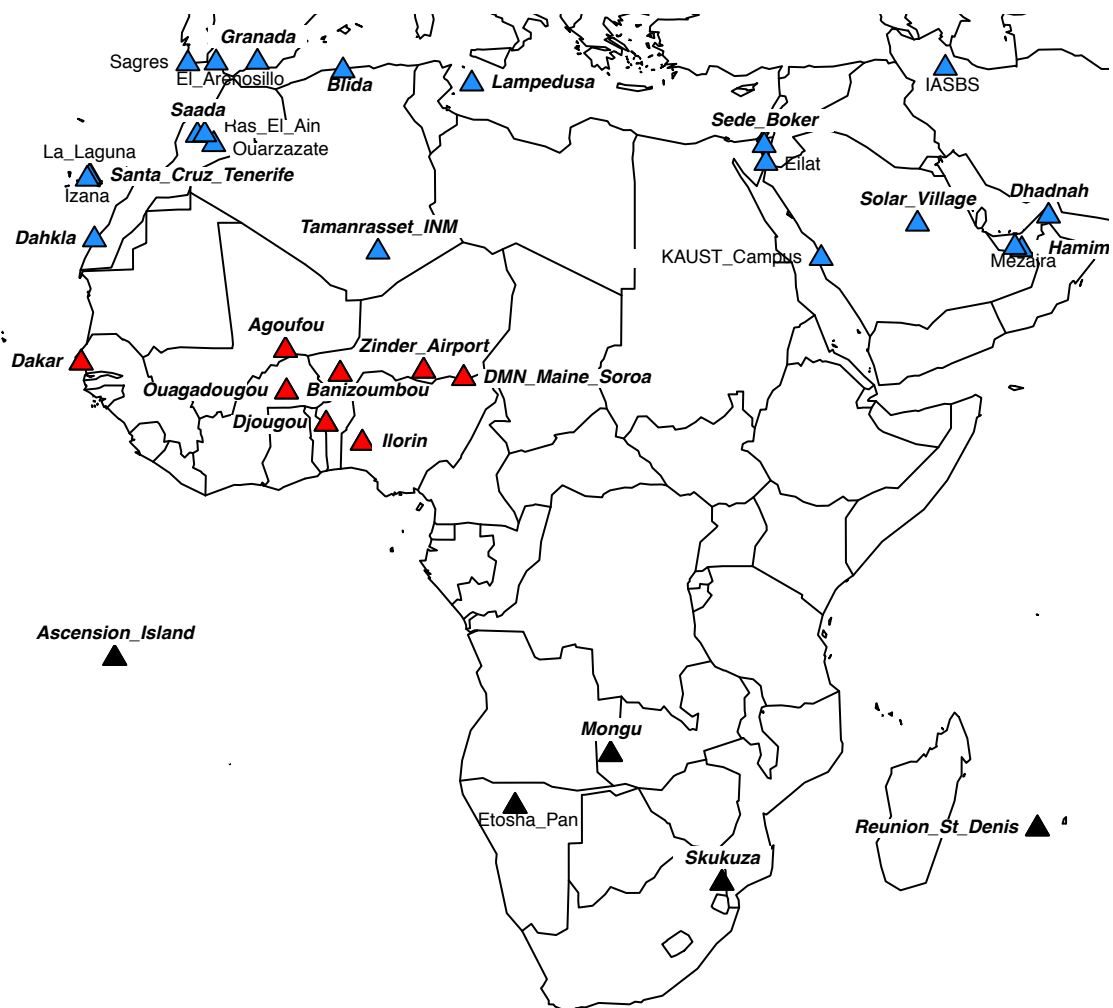 Granada
Sagres
El_Arenosillo
Blida
Lampedusa
IASBS
Saada
Ras_El_Ain
Ouarzazate
Sede_Boker
Eilat
La_Laguna
Santa_Cruz_Tenerife
Izana
Dahkla
Tamanrasset_INM
KAUST_Campus
Solar_Village
Dhadnah
Hamim
Mezaira
Agoufou
Dakar
Zinder_Airport
DMN_Maine_Soroa
Ouagadougou
Banizoumbou
Djougou
Ilorin
Ascension_Island
Mongu
Etosha_Pan
Reunion_St_Denis
Skukuza